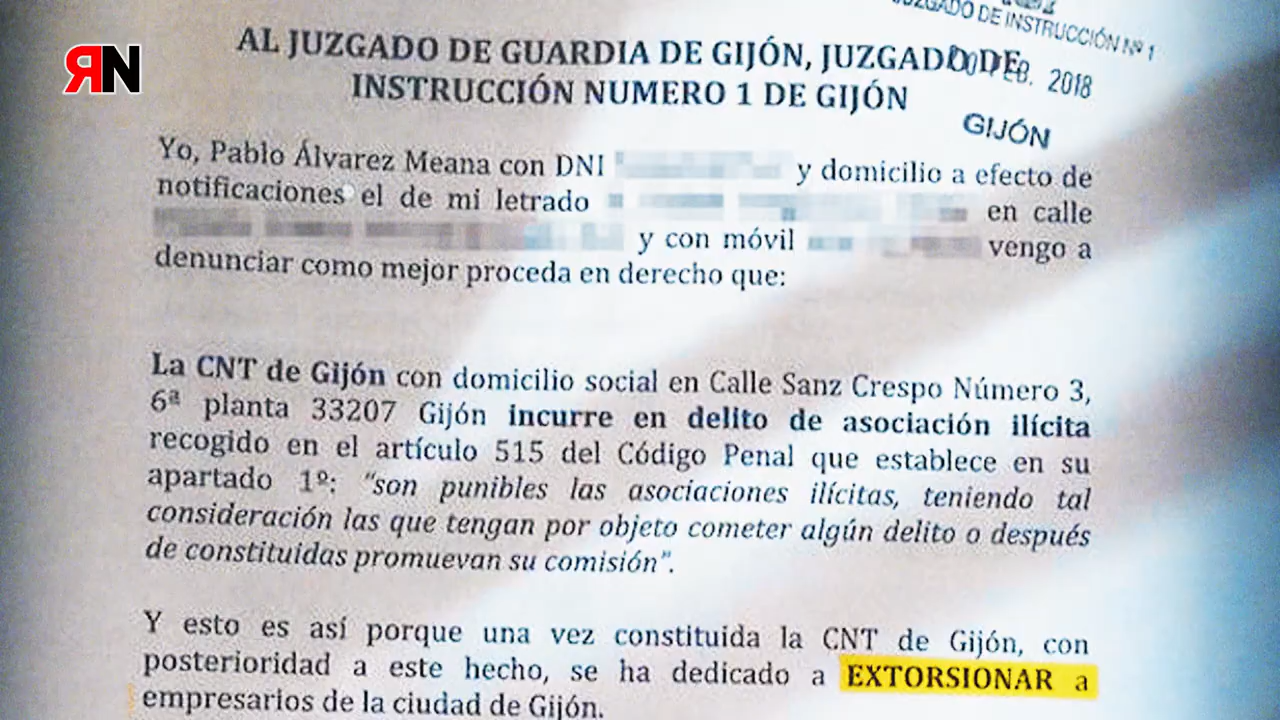 ЯN
JUZGADO DE INSTRUCCIÓN Nº 1
EB. 2018
GIJÓN
AL JUZGADO DE GUARDIA DE GIJÓN, JUZGADO DE
INSTRUCCIÓN NUMERO 1 DE GIJÓN
Yo, Pablo Álvarez Meana con DNI y domicilio a efecto de
notificaciones el de mi letrado en calle
y con móvil vengo a
denunciar como mejor proceda en derecho que:
La CNT de Gijón con domicilio social en Calle Sanz Crespo Número 3,
6ª planta 33207 Gijón incurre en delito de asociación ilícita
recogido en el artículo 515 del Código Penal que establece en su
apartado 1º: “son punibles las asociaciones ilícitas, teniendo tal
consideración las que tengan por objeto cometer algún delito o después
de constituidas promuevan su comisión”.
Y esto es así porque una vez constituida la CNT de Gijón, con
posterioridad a este hecho, se ha dedicado a EXTORSIONAR a
empresarios de la ciudad de Gijón.